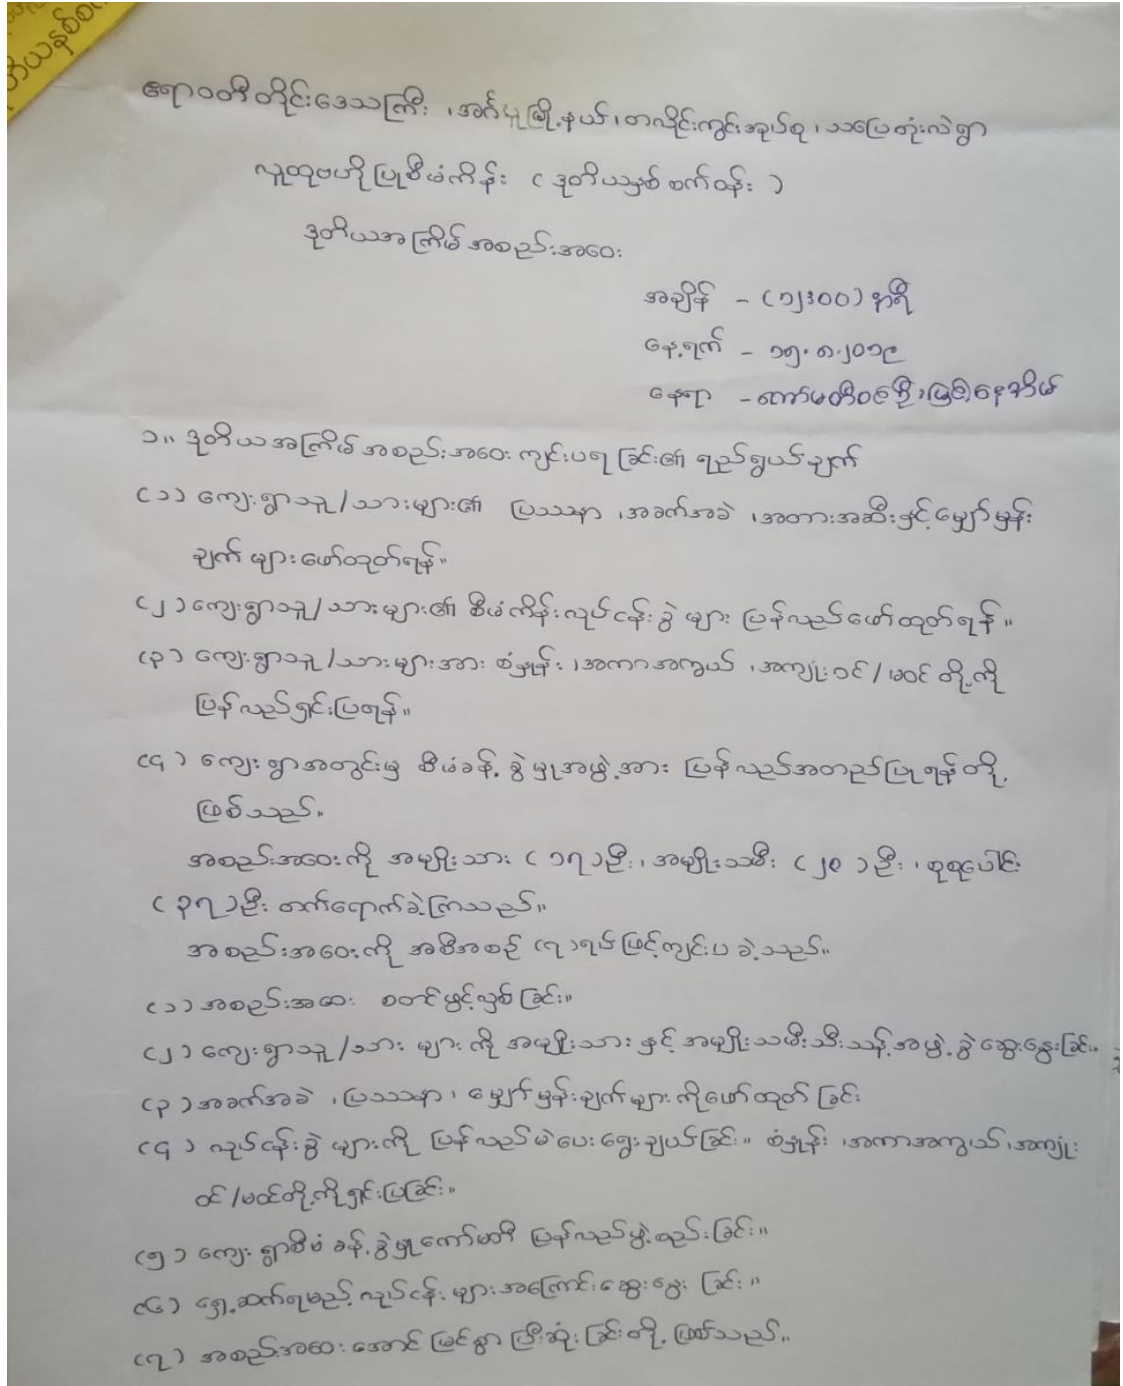 တိယနှစ်စ
ဧရာဝတီတိုင်းဒေသကြီး ၊အင်္ဂပူမြို့နယ်၊တလိုင်းကွင်းအုပ်စု ၊သပြေတုံးလဲရွာ
လူထုဗဟိုပြုစီမံကိန်း ( ဒုတိယနှစ် စက်ဝန်း )
ဒုတိယအကြိမ် အစည်းအဝေး
အချိန် - (၁၂း၀၀) နာရီ
နေ့ရက် - ၁၅.၈.၂၀၁၉
နေရာ - ကော်မတီဝင် နေအိမ်
၁။ ဒုတိယအကြိမ် အစည်းအဝေး ကျင်းပရ ခြင်း၏ ရည်ရွယ်ချက်
(၁) ကျေးရွာသူ/သားများ၏ ပြဿနာ ၊အခက်အခဲ ၊အတားအဆီးနှင့်မျှော်မှန်း
ချက် များဖော်ထုတ်ရန်။
(၂) ကျေးရွာသူ/သားများ၏ စီမံကိန်းလုပ်ငန်းခွဲ များ ပြန်လည်ဖော်ထုတ်ရန်။
(၃) ကျေးရွာသူ/သားများအား စံနှုန်း ၊အကာအကွယ် ၊အကျုံးဝင်/မဝင် တို့ကို
ပြန်လည်ရှင်းပြရန်။
(၄) ကျေးရွာအတွင်းမှ စီမံခန့်ခွဲမှုအဖွဲ့အား ပြန်လည်အတည်ပြုရန်တို့
ဖြစ်သည်။
အစည်းအဝေးကို အမျိုးသား (၁၇)ဦး ၊အမျိုးသမီး (၂၀)ဦး ၊စုစုပေါင်း
(၃၇)ဦး တက်ရောက်ခဲ့ကြသည်။
အစည်းအဝေးကို အစီအစဉ် (၇)ရပ်ဖြင့်ကျင်းပ ခဲ့သည်။
(၁) အစည်းအဝေး စတင်ဖွင့်လှစ်ခြင်း။
(၂) ကျေးရွာသူ/သား များ ကို အမျိုးသား နှင့် အမျိုးသမီးသီးသန့်အဖွဲ့ခွဲဆွေးနွေးခြင်း။
(၃) အခက်အခဲ ၊ပြဿနာ၊ မျှော်မှန်းချက်များ ကိုဖော်ထုတ် ခြင်း
(၄) လုပ်ငန်းခွဲ များကို ပြန်လည်မဲပေးရွေးချယ်ခြင်း။ စံနှုန်း ၊အကာအကွယ်၊အကျုံး
ဝင်/မဝင်တို့ကိုရှင်းပြခြင်း။
(၅) ကျေးရွာစီမံ ခန့်ခွဲမှုကော်မတီ ပြန်လည်ဖွဲ့စည်းခြင်း။
(၆) ရှေ့ဆက်ရမည့်လုပ်ငန်းများအကြောင်းဆွေးနွေး ခြင်း။
(၇) အစည်းအဝေး အောင်မြင်စွာ ပြီးဆုံးခြင်းတို့ ဖြစ်သည်။